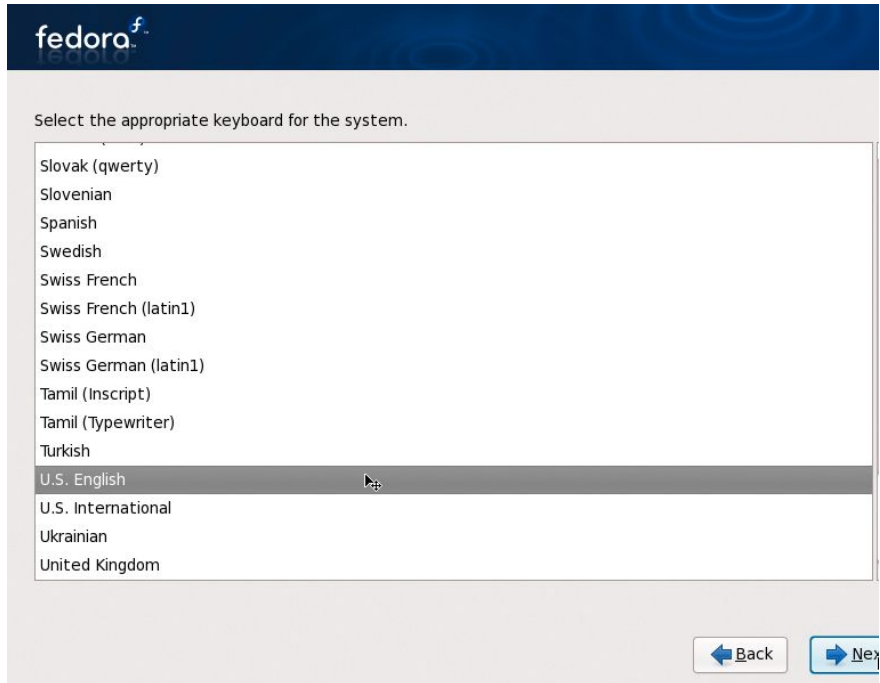 fedora
Select the appropriate keyboard for the system.
Slovak (qwerty)
Slovenian
Spanish
Swedish
Swiss French
Swiss French (latin1)
Swiss German
Swiss German (latin1)
Tamil (Inscript)
Tamil (Typewriter)
Turkish
U.S. English
U.S. International
Ukrainian
United Kingdom
Back